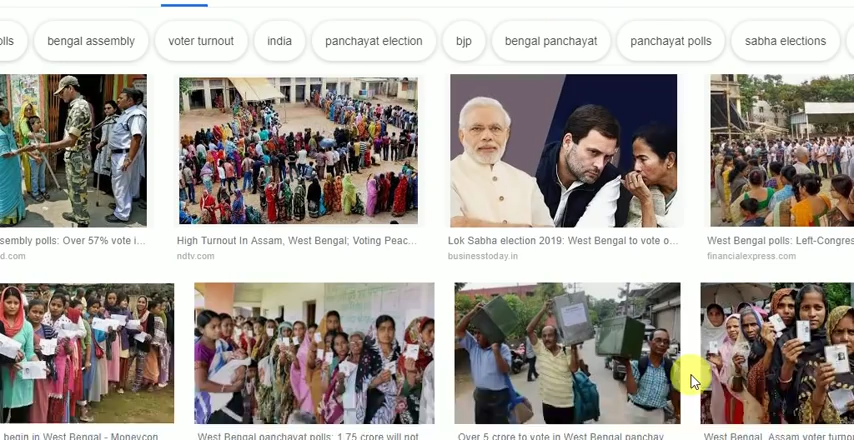 olls
bengal assembly
voter turnout
india
panchayat election
bjp
bengal panchayat
panchayat polls
sabha elections
sembly polls: Over 57% vote i...
d.com
High Turnout In Assam, West Bengal; Voting Peac...
ndtv.com
Lok Sabha election 2019: West Bengal to vote o...
businesstoday.in
West Bengal polls: Left-Congres
financialexpress.com
begin in West Bengal - Moneycon
West Bengal panchayat polls: 1.75 crore will not
Over 5 crore to vote in West Bengal panchay
West Bengal, Assam voter turnou